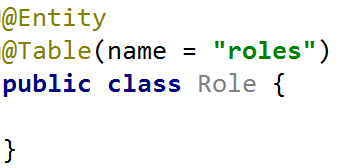 @Entity
@Table(name = "roles")
public class Role {
}